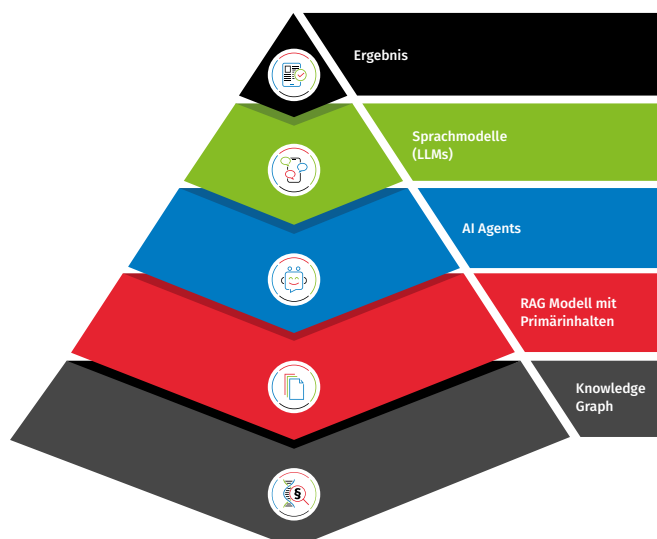 Ergebnis
Sprachmodelle
(LLMs)
AI Agents
RAG Modell mit
Primärinhalten
Knowledge
Graph
§